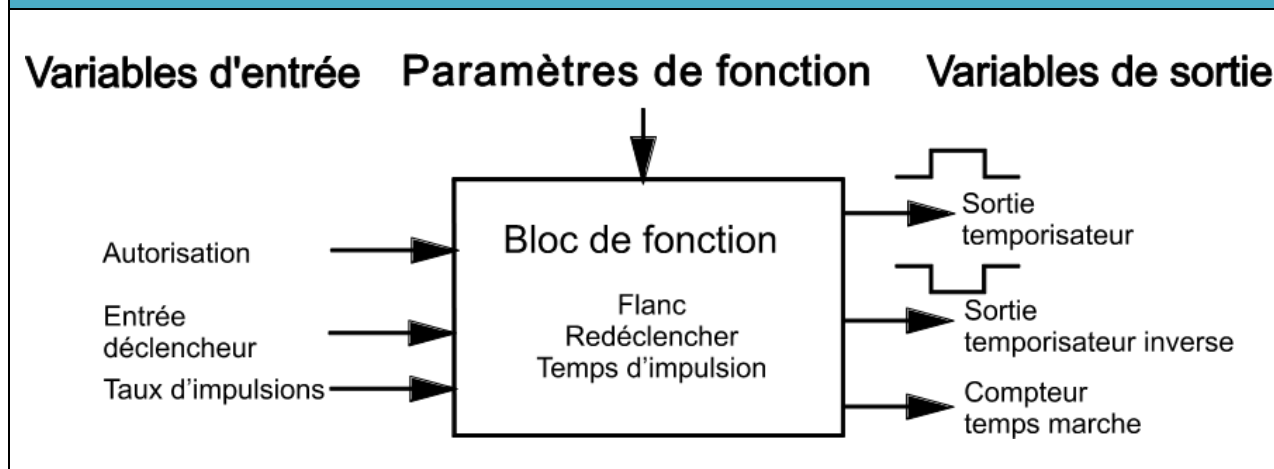 Variables d'entrée
Paramètres de fonction
Variables de sortie
Autorisation
Entrée
déclencheur
Taux d'impulsions
Bloc de fonction
Flanc
Redéclencher
Temps d'impulsion
Sortie
temporisateur
Sortie
temporisateur inverse
Compteur
temps marche